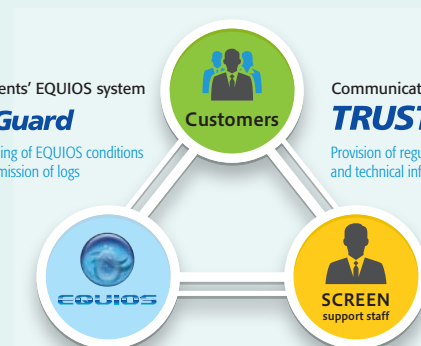 ents' EQUIOS system
Guard
ing of EQUIOS conditions
mission of logs
Customers
Communicat
TRUST
Provision of regu
and technical inf
EQUIOS
SCREEN
support staff